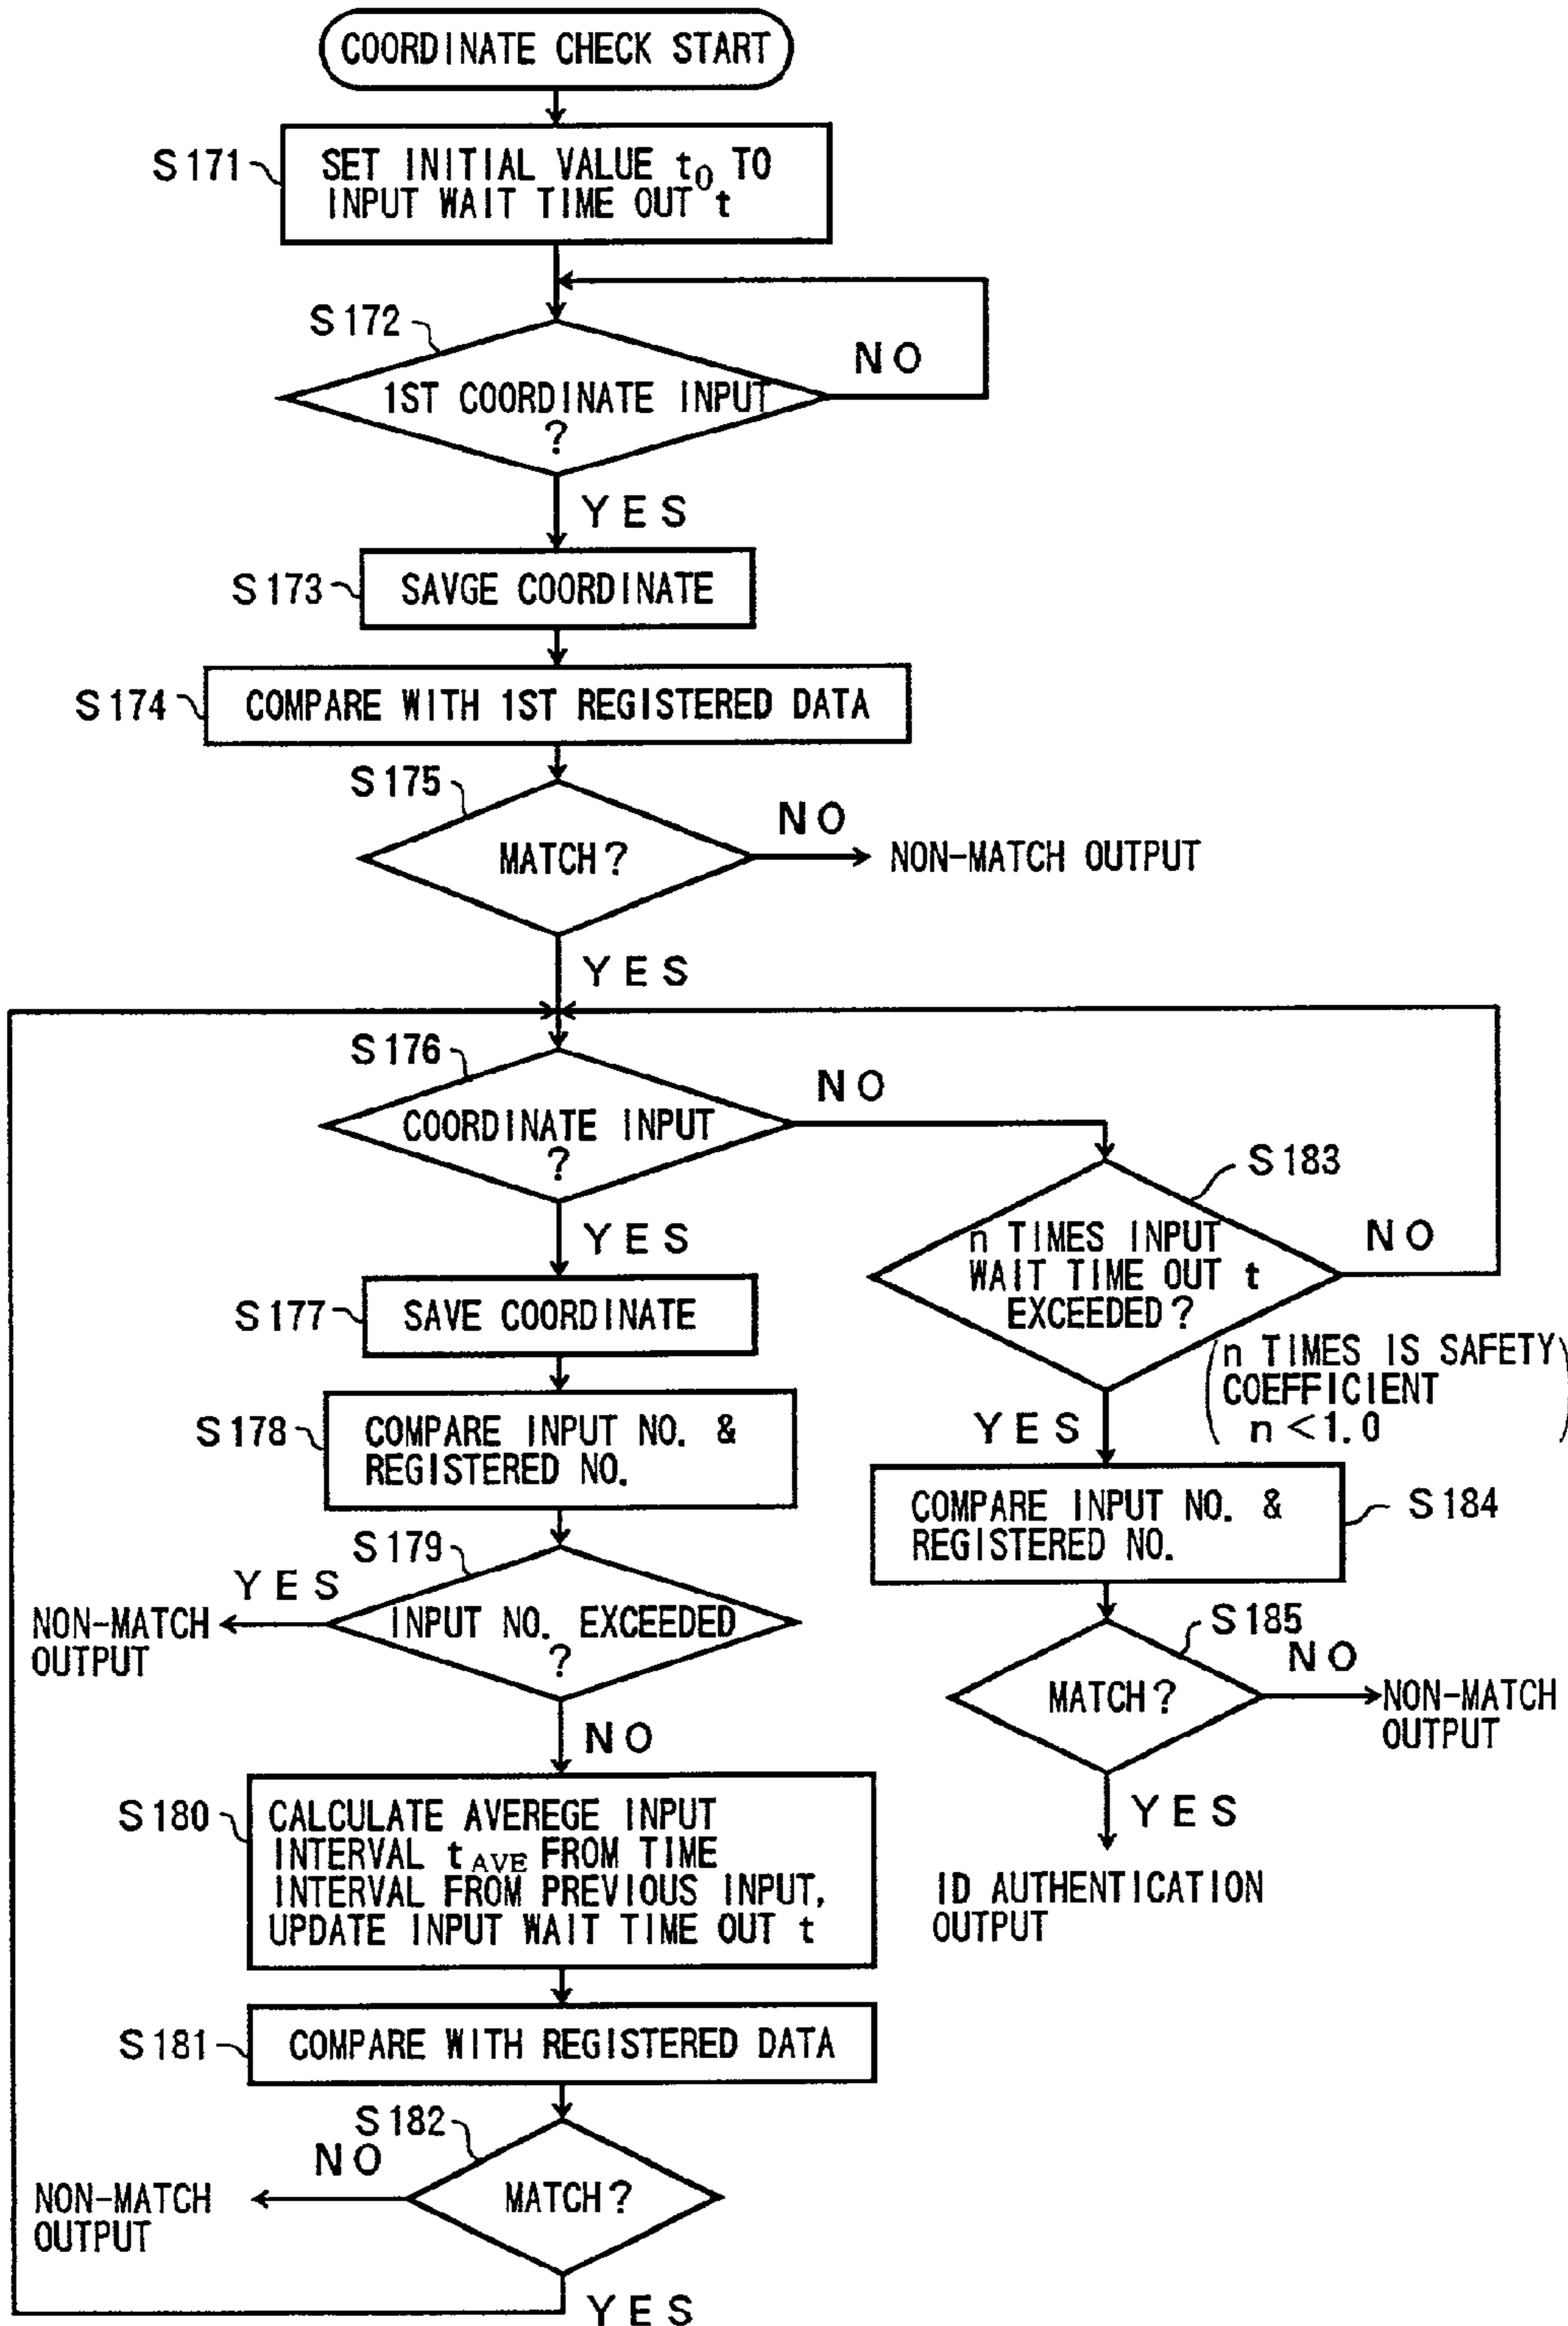 COORDINATE CHECK START
S171
SET INITIAL VALUE t0 TO
INPUT WAIT TIME OUT t
S172
1ST COORDINATE INPUT
?
NO
YES
S173
SAVGE COORDINATE
S174
COMPARE WITH 1ST REGISTERED DATA
S175
MATCH?
NO
NON-MATCH OUTPUT
YES
S176
COORDINATE INPUT
?
NO
YES
S183
n TIMES INPUT
WAIT TIME OUT t
EXCEEDED?
NO
(n TIMES IS SAFETY
COEFFICIENT
n<1.0)
YES
S177
SAVE COORDINATE
S178
COMPARE INPUT NO. &
REGISTERED NO.
S184
COMPARE INPUT NO. &
REGISTERED NO.
S179
INPUT NO. EXCEEDED
?
YES
NON-MATCH
OUTPUT
NO
S185
MATCH?
NO
NON-MATCH
OUTPUT
YES
ID AUTHENTICATION
OUTPUT
S180
CALCULATE AVEREGE INPUT
INTERVAL tAVE FROM TIME
INTERVAL FROM PREVIOUS INPUT,
UPDATE INPUT WAIT TIME OUT t
S181
COMPARE WITH REGISTERED DATA
S182
MATCH?
NO
NON-MATCH
OUTPUT
YES